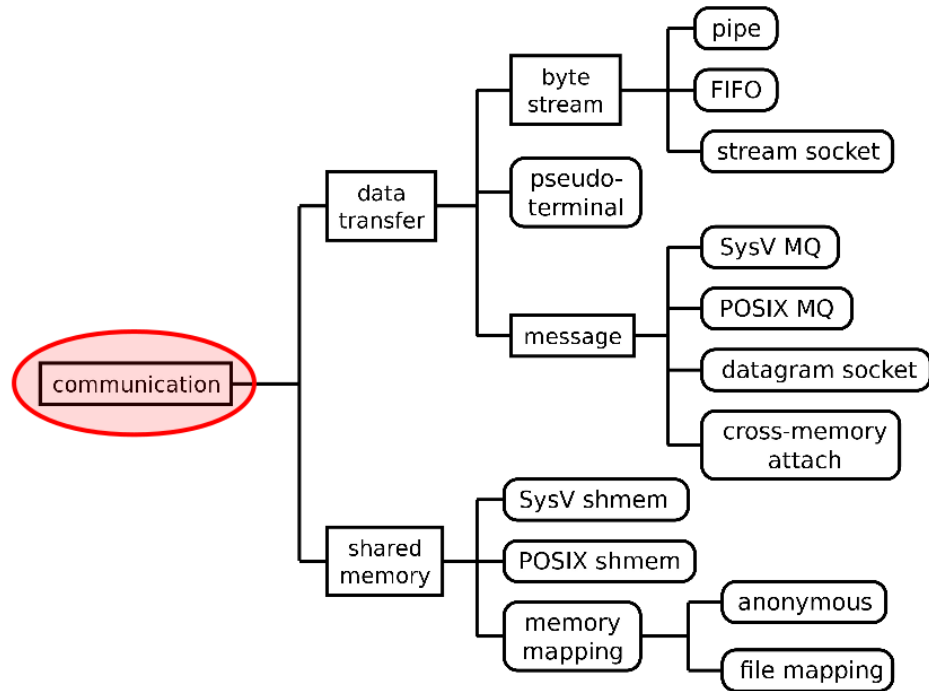 pipe
byte
stream
FIFO
stream socket
pseudo-
terminal
data
transfer
SysV MQ
POSIX MQ
message
datagram socket
communication
cross-memory
attach
SysV shmem
shared
memory
POSIX shmem
memory
mapping
anonymous
file mapping